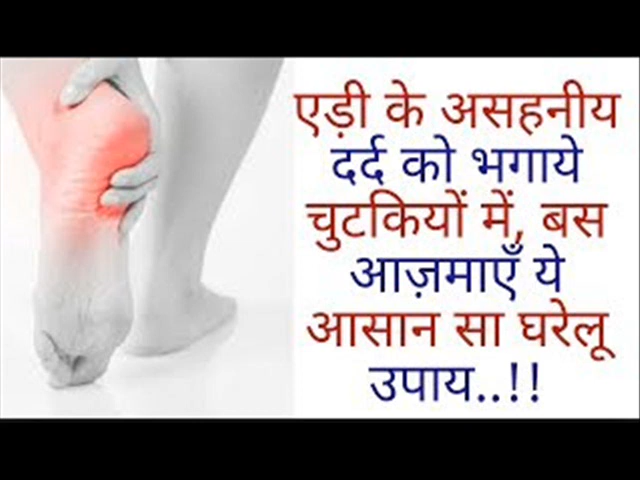 एड़ी के असहनीय
दर्द को भगाये
चुटकियों में, बस
आज़माएँ ये
आसान सा घरेलू
उपाय..!!